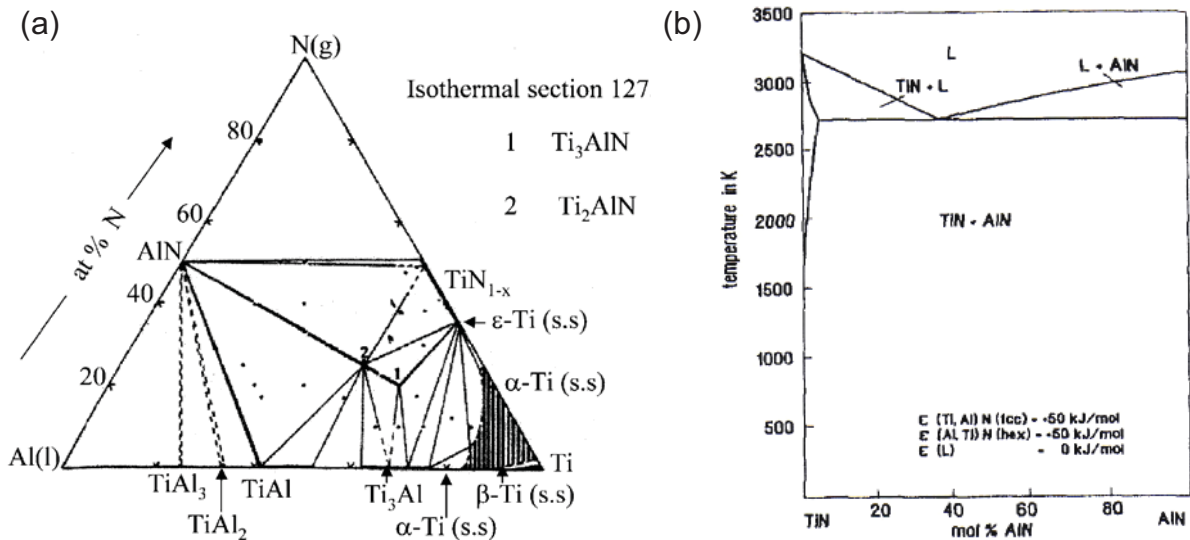 (a)
N(g)
Isothermal section 127
1 Ti₃AlN
2 Ti₂AlN
at % N
80
60
AlN
40
20
TiN₁₋ₓ
ε-Ti (s.s)
2
1
α-Ti (s.s)
Al(l)
Ti
TiAl₃
TiAl
Ti₃Al
β-Ti (s.s)
TiAl₂
α-Ti (s.s)
(b)
3500
3000
2500
2000
1500
1000
500
temperature in K
L
L + AlN
TiN + L
TiN + AlN
ε (Ti, Al) N (fcc) = +50 kJ/mol
ε (Al, Ti) N (hex) = +50 kJ/mol
ε (L) = 0 kJ/mol
TiN 20 40 60 80 AlN
mol % AlN